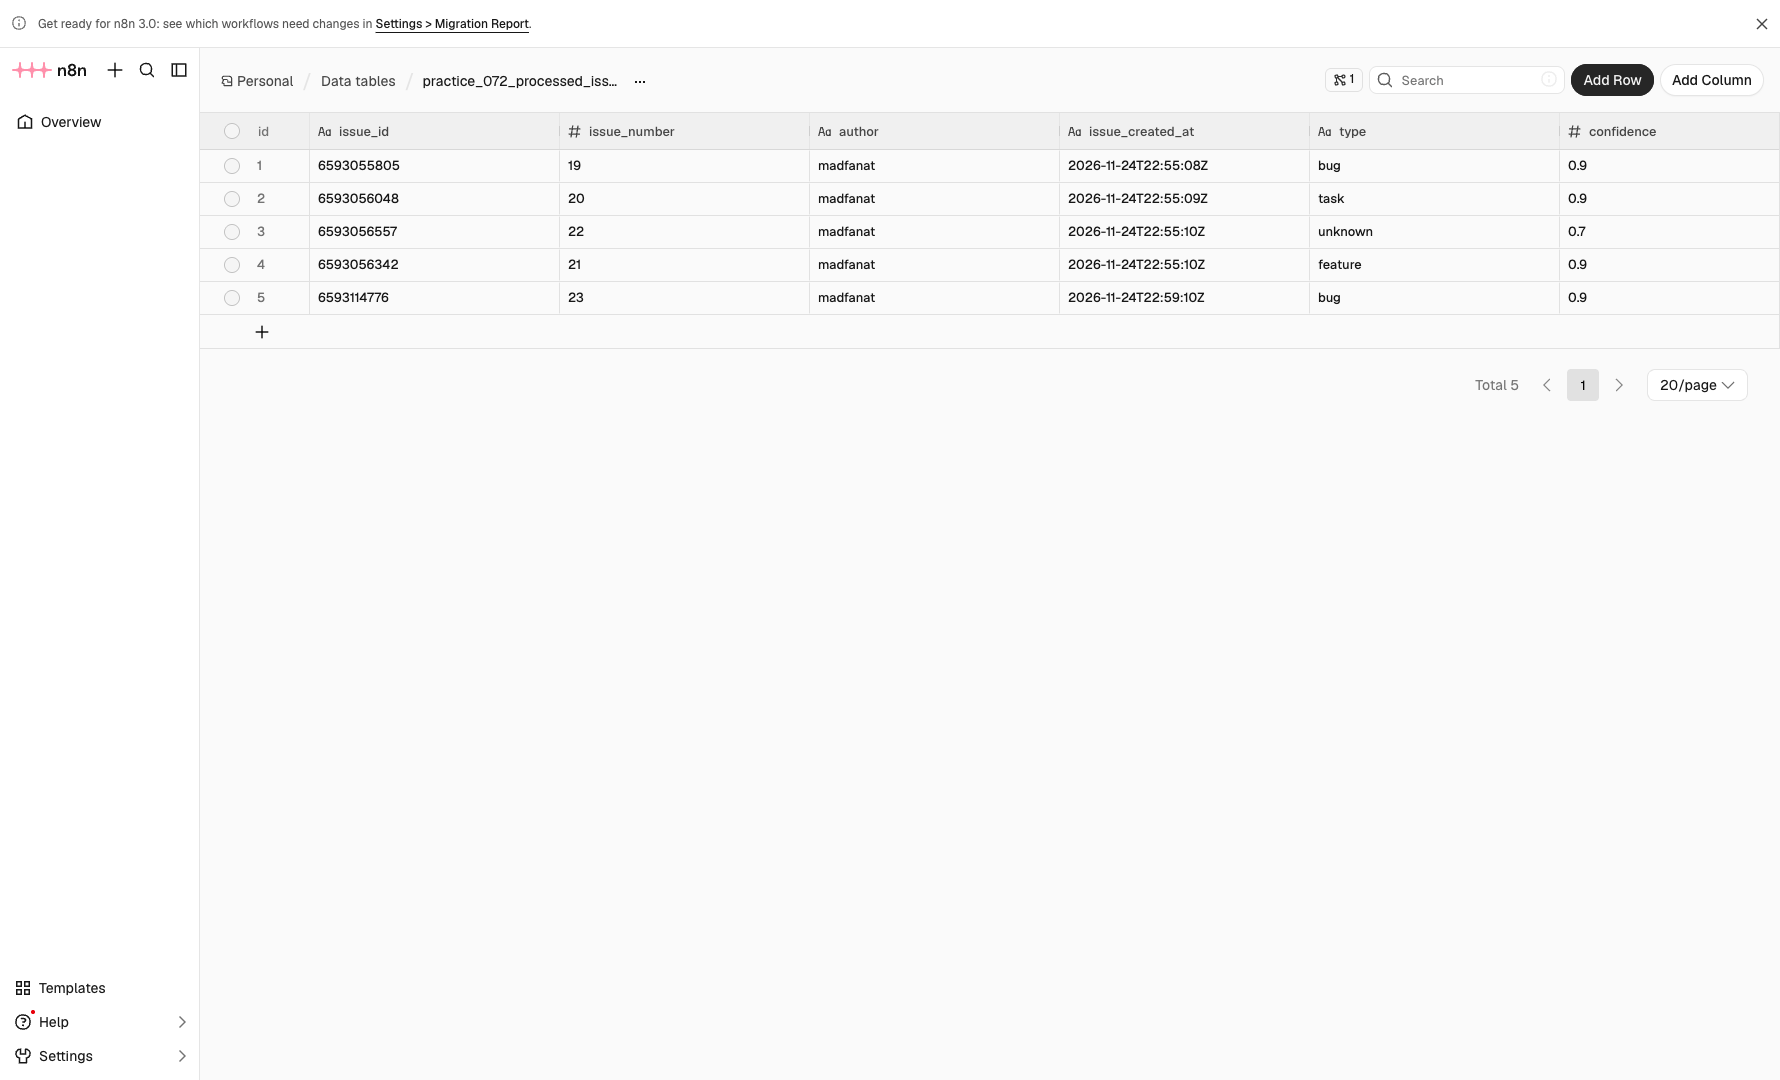 Get ready for n8n 3.0: see which workflows need changes in Settings > Migration Report.
n8n
Overview
Personal / Data tables / practice_072_processed_iss... ...
1
Search
Add Row
Add Column
id Aa issue_id # issue_number Aa author Aa issue_created_at Aa type # confidence
1 6593055805 19 madfanat 2026-11-24T22:55:08Z bug 0.9
2 6593056048 20 madfanat 2026-11-24T22:55:09Z task 0.9
3 6593056557 22 madfanat 2026-11-24T22:55:10Z unknown 0.7
4 6593056342 21 madfanat 2026-11-24T22:55:10Z feature 0.9
5 6593114776 23 madfanat 2026-11-24T22:59:10Z bug 0.9
Total 5
1
20/page
Templates
Help
Settings